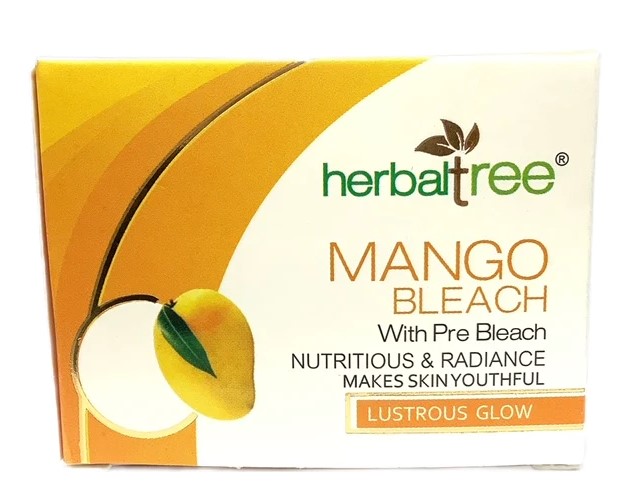 herbaltree®
MANGO
BLEACH
With Pre Bleach
NUTRITIOUS & RADIANCE
MAKES SKIN YOUTHFUL
LUSTROUS GLOW